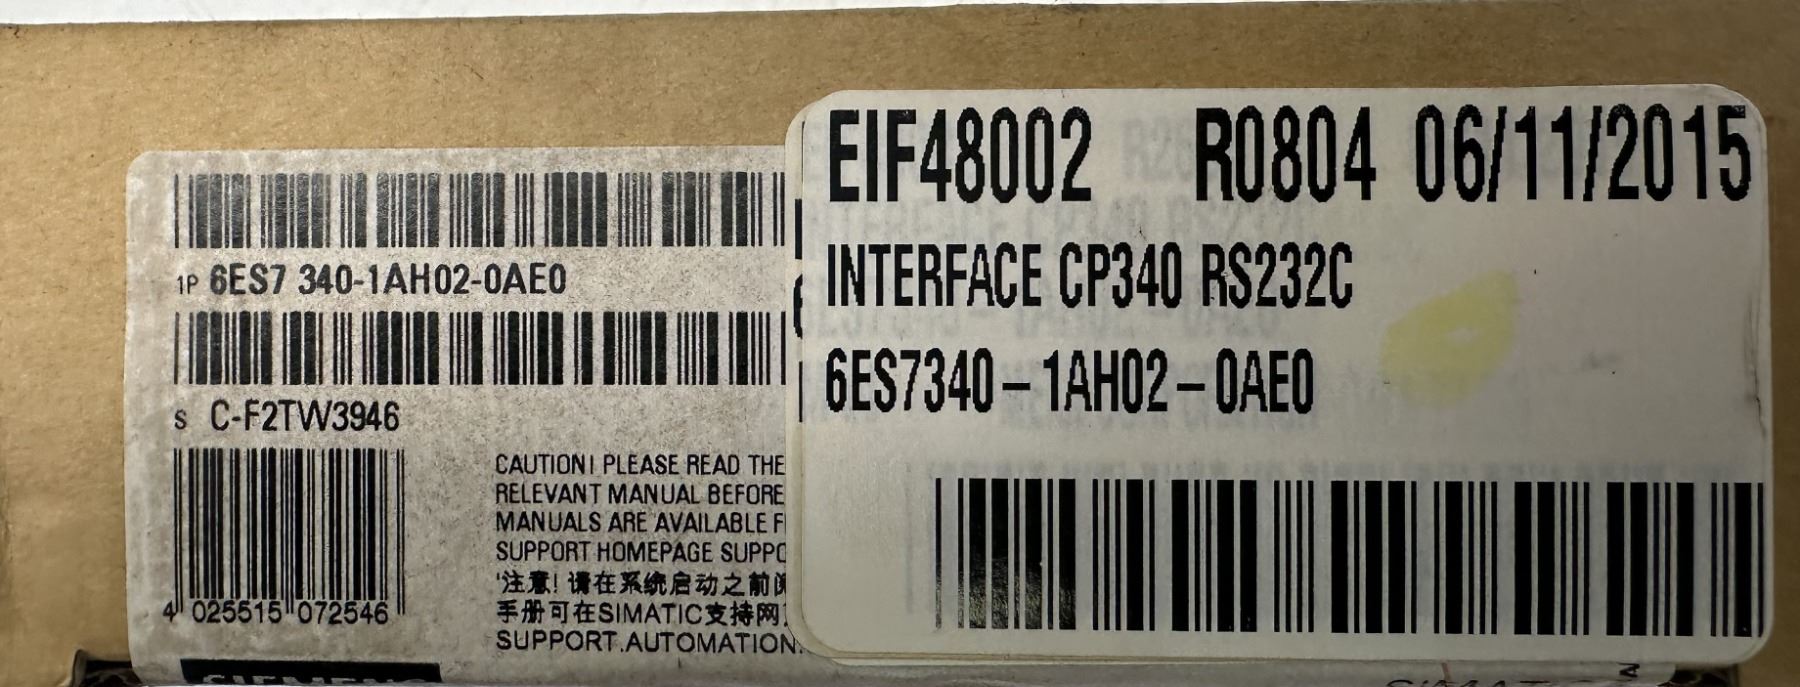 1P 6ES7 340-1AH02-0AE0
S C-F2TW3946
4 025515 072546
CAUTION! PLEASE READ THE
RELEVANT MANUAL BEFORE
MANUALS ARE AVAILABLE F
SUPPORT HOMEPAGE SUPPO
'注意! 请在系统启动之前
手册可在SIMATIC支持网
SUPPORT.AUTOMATION.
SIEMENS
EIF48002 R0804 06/11/2015
INTERFACE CP340 RS232C
6ES7340-1AH02-0AE0